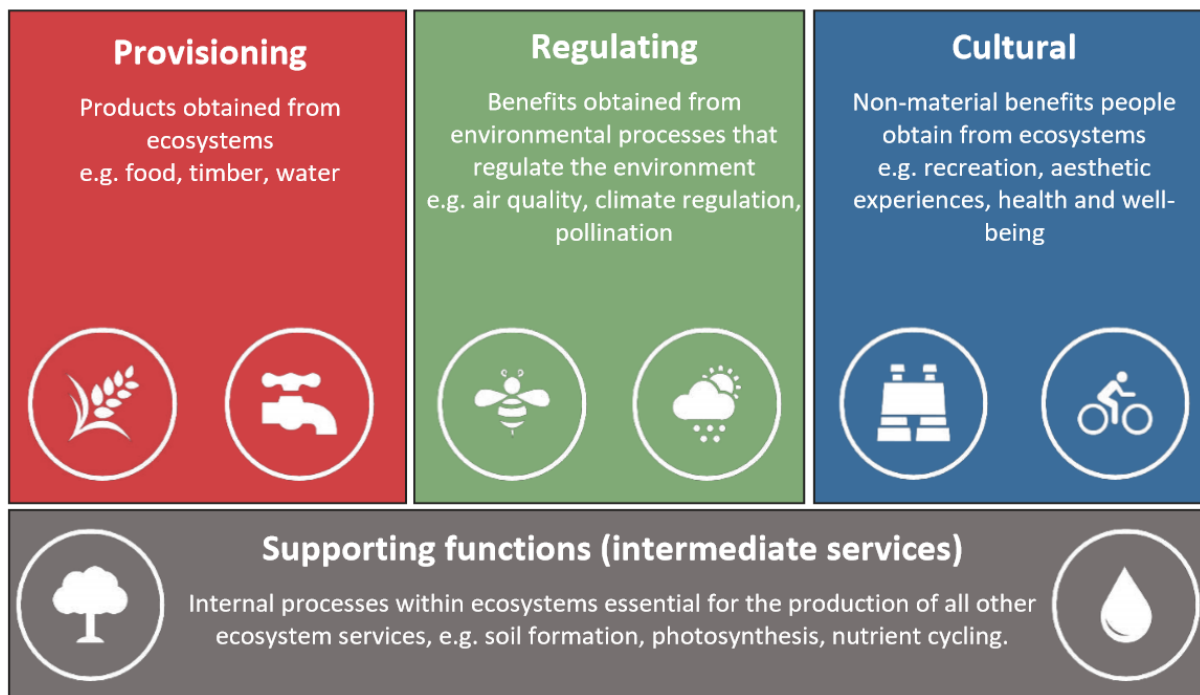 Provisioning
Products obtained from
ecosystems
e.g. food, timber, water
Regulating
Benefits obtained from
environmental processes that
regulate the environment
e.g. air quality, climate regulation,
pollination
Cultural
Non-material benefits people
obtain from ecosystems
e.g. recreation, aesthetic
experiences, health and well-
being
Supporting functions (intermediate services)
Internal processes within ecosystems essential for the production of all other
ecosystem services, e.g. soil formation, photosynthesis, nutrient cycling.